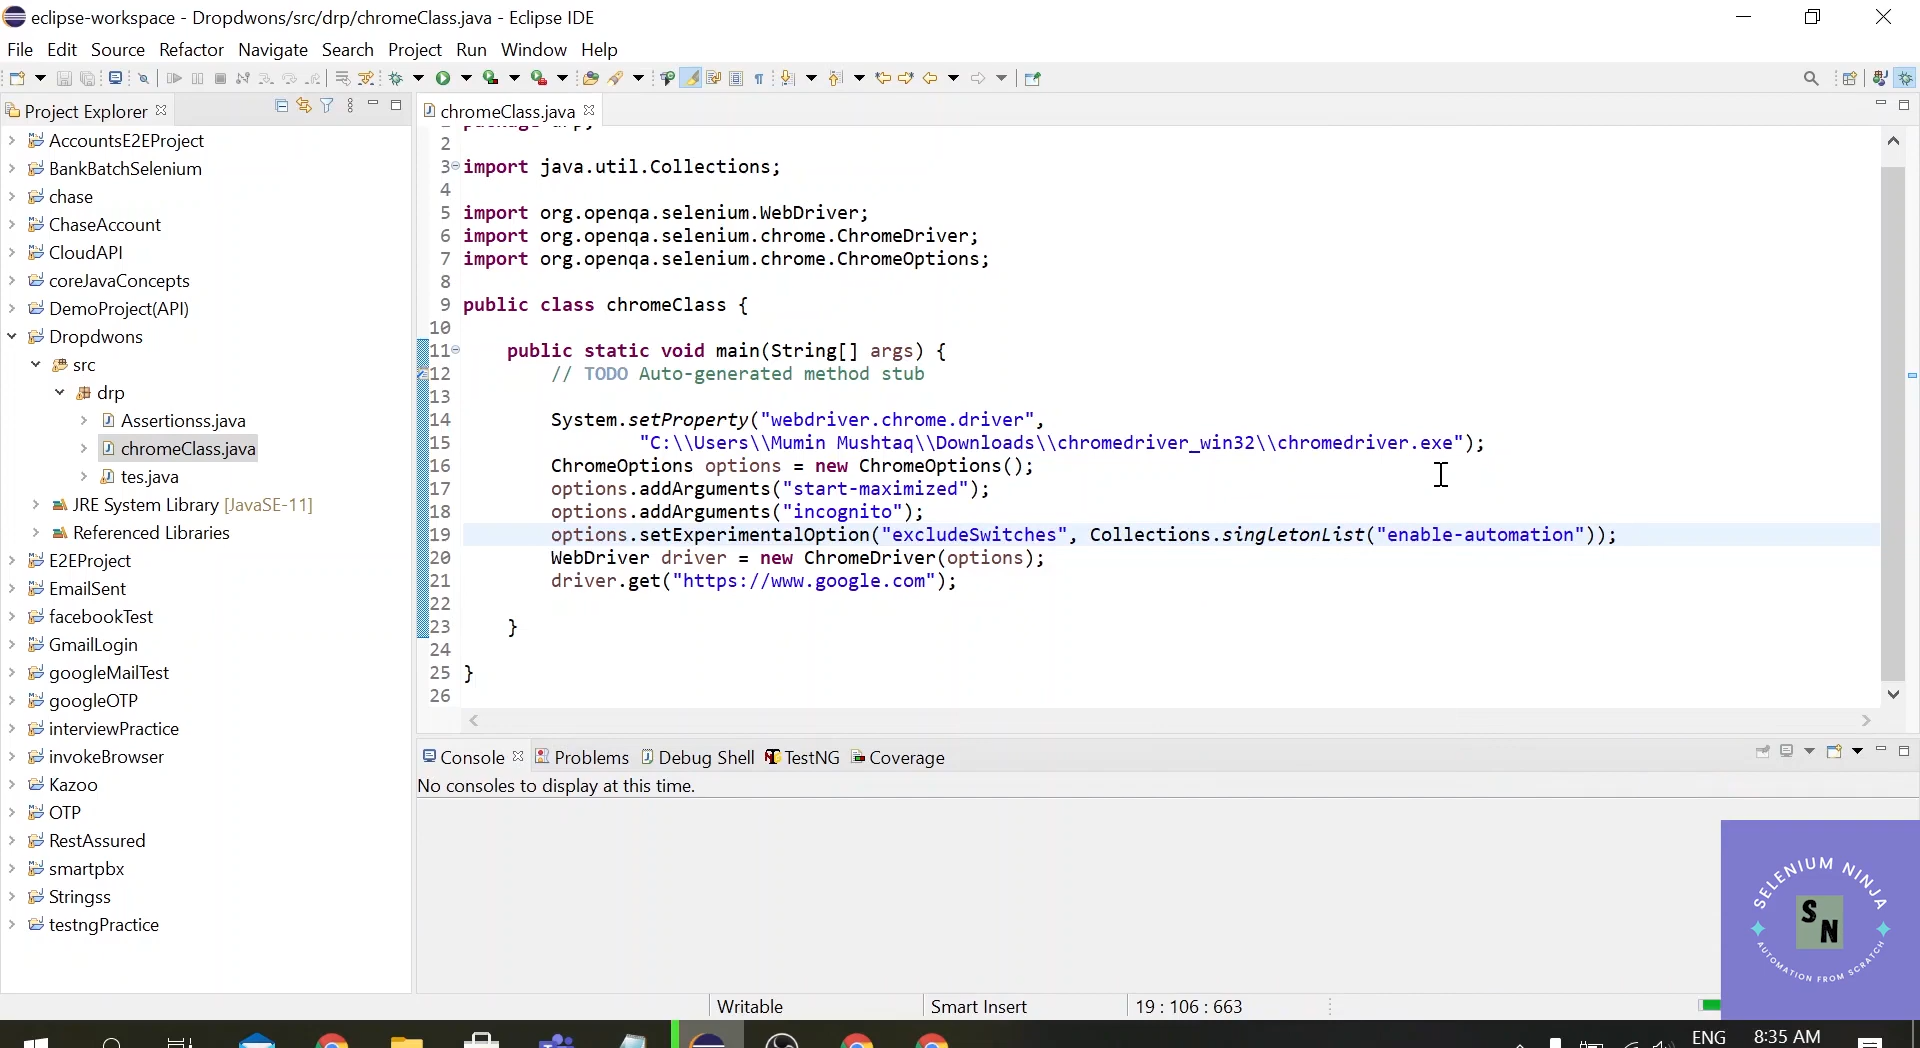 eclipse-workspace - Dropdwons/src/drp/chromeClass.java - Eclipse IDE
File Edit Source Refactor Navigate Search Project Run Window Help
Project Explorer
AccountsE2EProject
BankBatchSelenium
chase
ChaseAccount
CloudAPI
coreJavaConcepts
DemoProject(API)
Dropdwons
src
drp
Assertionss.java
chromeClass.java
tes.java
JRE System Library [JavaSE-11]
Referenced Libraries
E2EProject
EmailSent
facebookTest
GmailLogin
googleMailTest
googleOTP
interviewPractice
invokeBrowser
Kazoo
OTP
RestAssured
smartpbx
Stringss
testngPractice
chromeClass.java
2
3 import java.util.Collections;
4
5 import org.openqa.selenium.WebDriver;
6 import org.openqa.selenium.chrome.ChromeDriver;
7 import org.openqa.selenium.chrome.ChromeOptions;
8
9 public class chromeClass {
10
11 public static void main(String[] args) {
12 // TODO Auto-generated method stub
13
14 System.setProperty("webdriver.chrome.driver",
15 "C:\\Users\\Mumin Mushtaq\\Downloads\\chromedriver_win32\\chromedriver.exe");
16 ChromeOptions options = new ChromeOptions();
17 options.addArguments("start-maximized");
18 options.addArguments("incognito");
19 options.setExperimentalOption("excludeSwitches", Collections.singletonList("enable-automation"));
20 WebDriver driver = new ChromeDriver(options);
21 driver.get("https://www.google.com");
22
23 }
24
25 }
26
Console Problems Debug Shell TestNG Coverage
No consoles to display at this time.
SELENIUM NINJA
S N
AUTOMATION FROM SCRATCH
Writable Smart Insert 19 : 106 : 663
ENG 8:35 AM